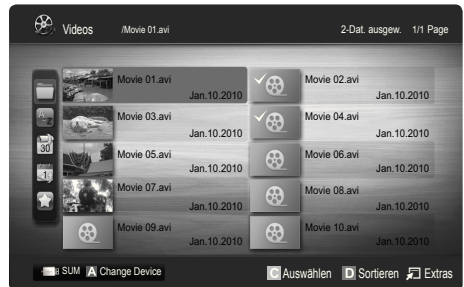 Videos /Movie 01.avi 2-Dat. ausgew. 1/1 Page
Movie 01.avi Movie 02.avi
Jan.10.2010 Jan.10.2010
Movie 03.avi Movie 04.avi
Jan.10.2010 Jan.10.2010
Movie 05.avi Movie 06.avi
Jan.10.2010 Jan.10.2010
Movie 07.avi Movie 08.avi
Jan.10.2010 Jan.10.2010
Movie 09.avi Movie 10.avi
Jan.10.2010 Jan.10.2010
SUM A Change Device C Auswählen D Sortieren Extras